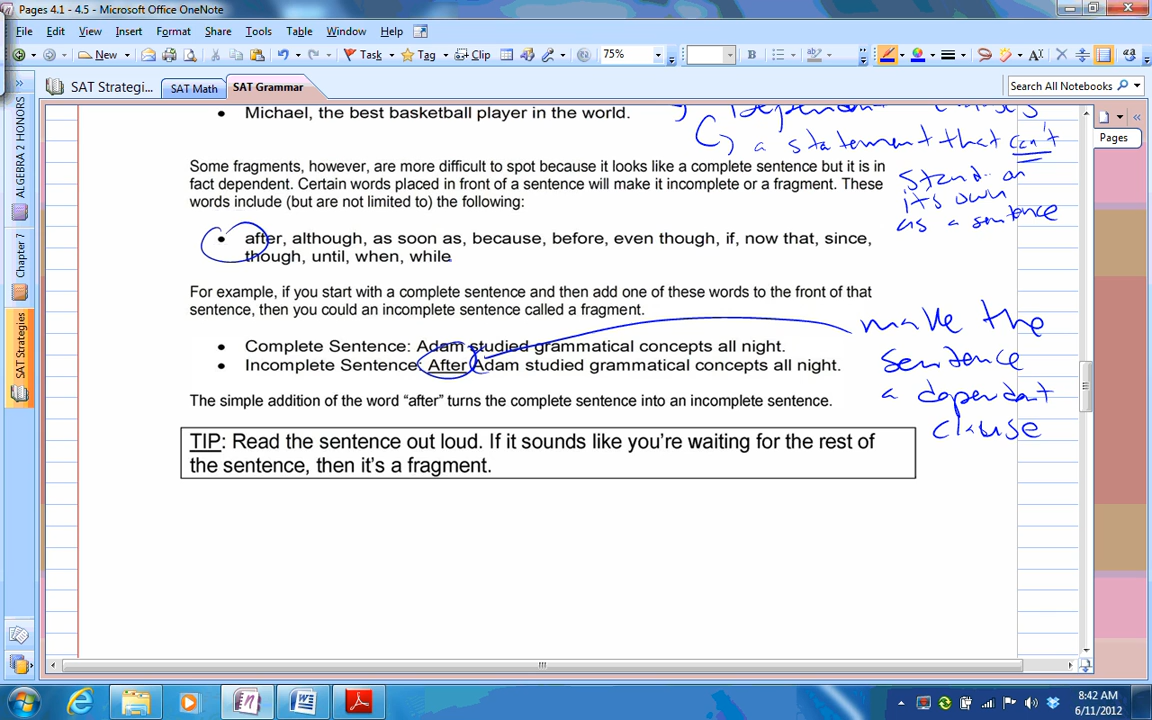 Pages 4.1 - 4.5 - Microsoft Office OneNote
File Edit View Insert Format Share Tools Table Window Help
New Task Tag Clip 75% B ab
SAT Strategi... SAT Math SAT Grammar Search All Notebooks
Pages
ALGEBRA 2 HONORS
Chapter 7
SAT Strategies
Michael, the best basketball player in the world.
a statement that can't
stand on
its own
as a sentence
Some fragments, however, are more difficult to spot because it looks like a complete sentence but it is in
fact dependent. Certain words placed in front of a sentence will make it incomplete or a fragment. These
words include (but are not limited to) the following:
after, although, as soon as, because, before, even though, if, now that, since,
though, until, when, while.
For example, if you start with a complete sentence and then add one of these words to the front of that
sentence, then you could an incomplete sentence called a fragment.
Complete Sentence: Adam studied grammatical concepts all night.
Incomplete Sentence: After Adam studied grammatical concepts all night.
make the
sentence
a dependant
clause
The simple addition of the word “after” turns the complete sentence into an incomplete sentence.
TIP: Read the sentence out loud. If it sounds like you’re waiting for the rest of
the sentence, then it’s a fragment.
8:42 AM
6/11/2012